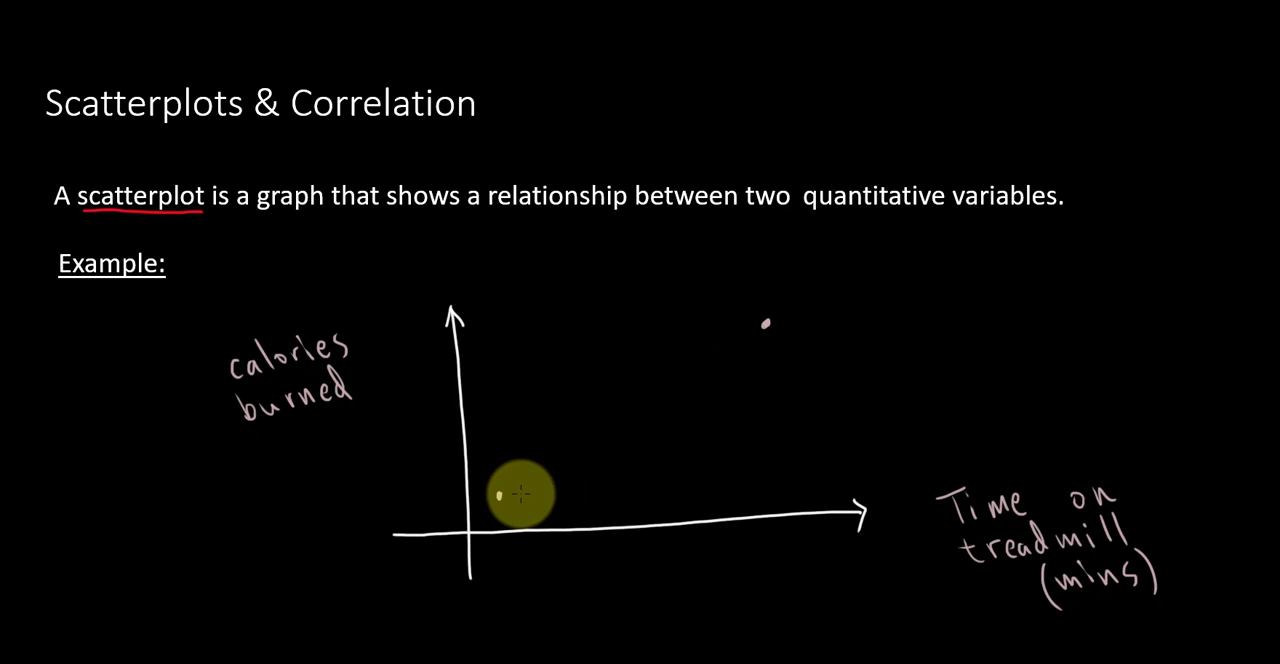 Scatterplots & Correlation
A scatterplot is a graph that shows a relationship between two quantitative variables.
Example:
calories
burned
Time on
treadmill
(mins)